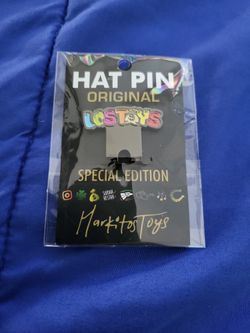 HAT PIN
ORIGINAL
LOSTOYS
SPECIAL EDITION
MarkitosToys